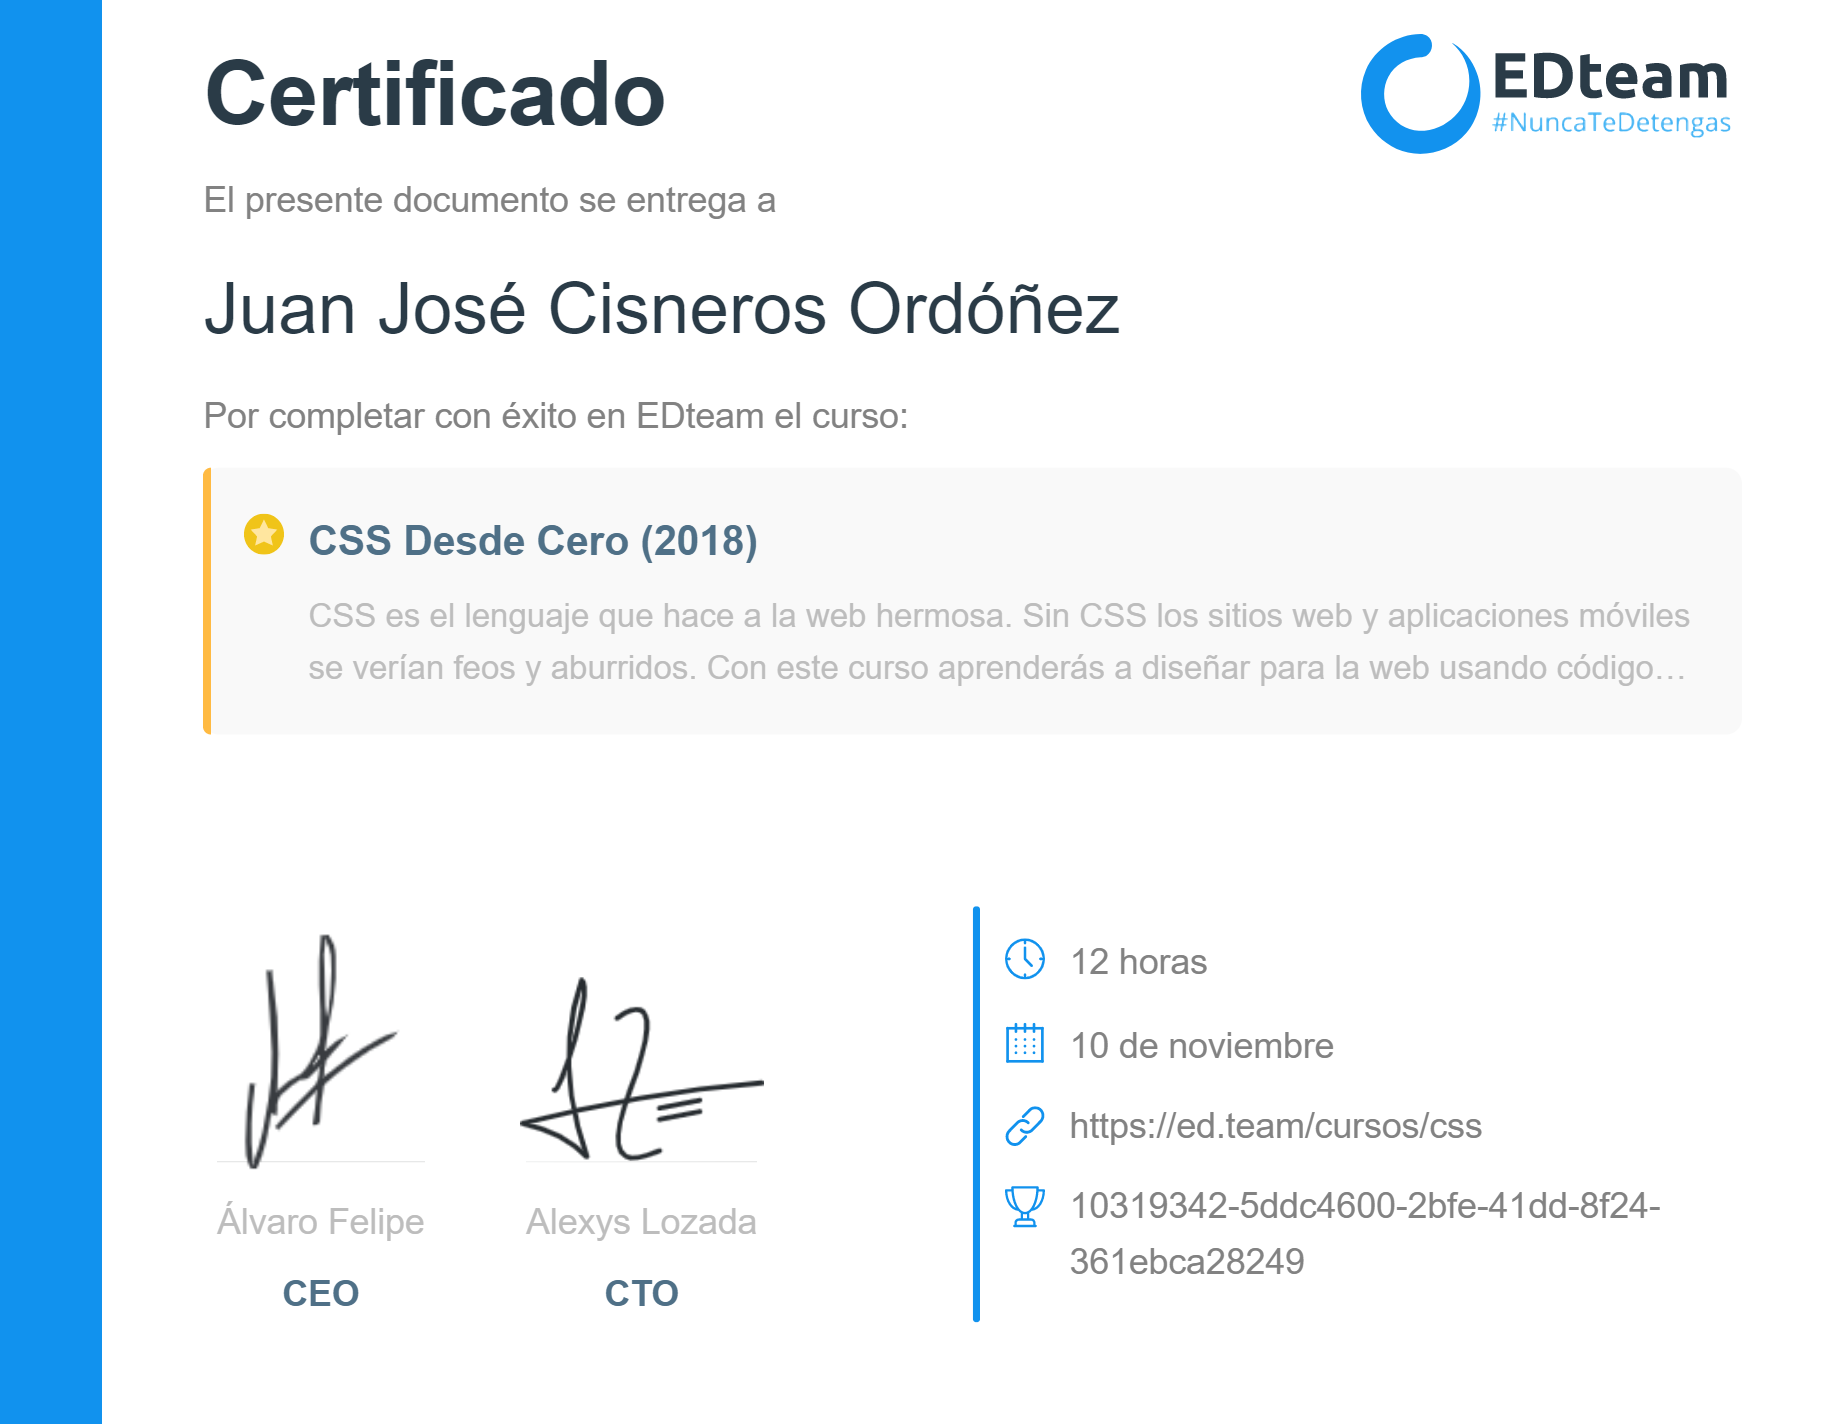 Certificado
EDteam
#NuncaTeDetengas
El presente documento se entrega a
Juan José Cisneros Ordóñez
Por completar con éxito en EDteam el curso:
CSS Desde Cero (2018)
CSS es el lenguaje que hace a la web hermosa. Sin CSS los sitios web y aplicaciones móviles
se verían feos y aburridos. Con este curso aprenderás a diseñar para la web usando código…
Álvaro Felipe
CEO
Alexys Lozada
CTO
12 horas
10 de noviembre
https://ed.team/cursos/css
10319342-5ddc4600-2bfe-41dd-8f24-
361ebca28249